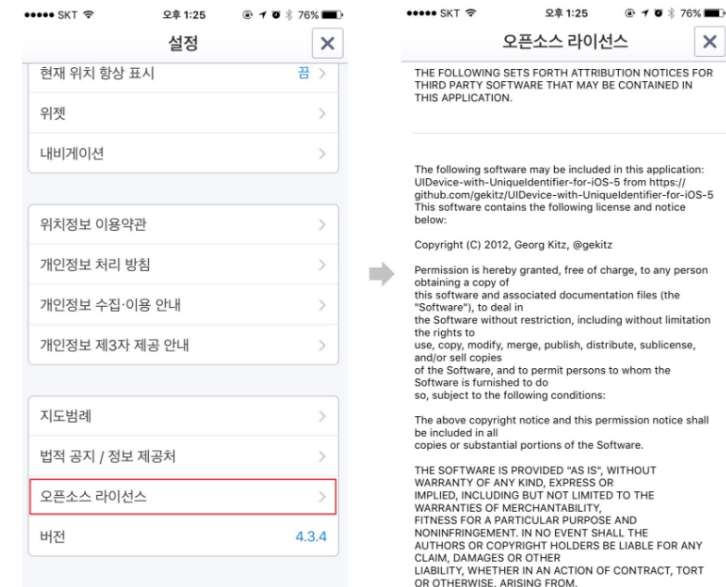 ●●●●● SKT 오후 1:25 76%
설정
현재 위치 항상 표시 끔 >
위젯 >
내비게이션 >
위치정보 이용약관 >
개인정보 처리 방침 >
개인정보 수집·이용 안내 >
개인정보 제3자 제공 안내 >
지도범례 >
법적 공지 / 정보 제공처 >
오픈소스 라이선스 >
버전 4.3.4
●●●●● SKT 오후 1:25 76%
오픈소스 라이선스
THE FOLLOWING SETS FORTH ATTRIBUTION NOTICES FOR
THIRD PARTY SOFTWARE THAT MAY BE CONTAINED IN
THIS APPLICATION.
The following software may be included in this application:
UIDevice-with-UniqueIdentifier-for-iOS-5 from https://
github.com/gekitz/UIDevice-with-UniqueIdentifier-for-iOS-5
This software contains the following license and notice
below:
Copyright (C) 2012, Georg Kitz, @gekitz
Permission is hereby granted, free of charge, to any person
obtaining a copy of
this software and associated documentation files (the
"Software"), to deal in
the Software without restriction, including without limitation
the rights to
use, copy, modify, merge, publish, distribute, sublicense,
and/or sell copies
of the Software, and to permit persons to whom the
Software is furnished to do
so, subject to the following conditions:
The above copyright notice and this permission notice shall
be included in all
copies or substantial portions of the Software.
THE SOFTWARE IS PROVIDED "AS IS", WITHOUT
WARRANTY OF ANY KIND, EXPRESS OR
IMPLIED, INCLUDING BUT NOT LIMITED TO THE
WARRANTIES OF MERCHANTABILITY,
FITNESS FOR A PARTICULAR PURPOSE AND
NONINFRINGEMENT. IN NO EVENT SHALL THE
AUTHORS OR COPYRIGHT HOLDERS BE LIABLE FOR ANY
CLAIM, DAMAGES OR OTHER
LIABILITY, WHETHER IN AN ACTION OF CONTRACT, TORT
OR OTHERWISE, ARISING FROM,